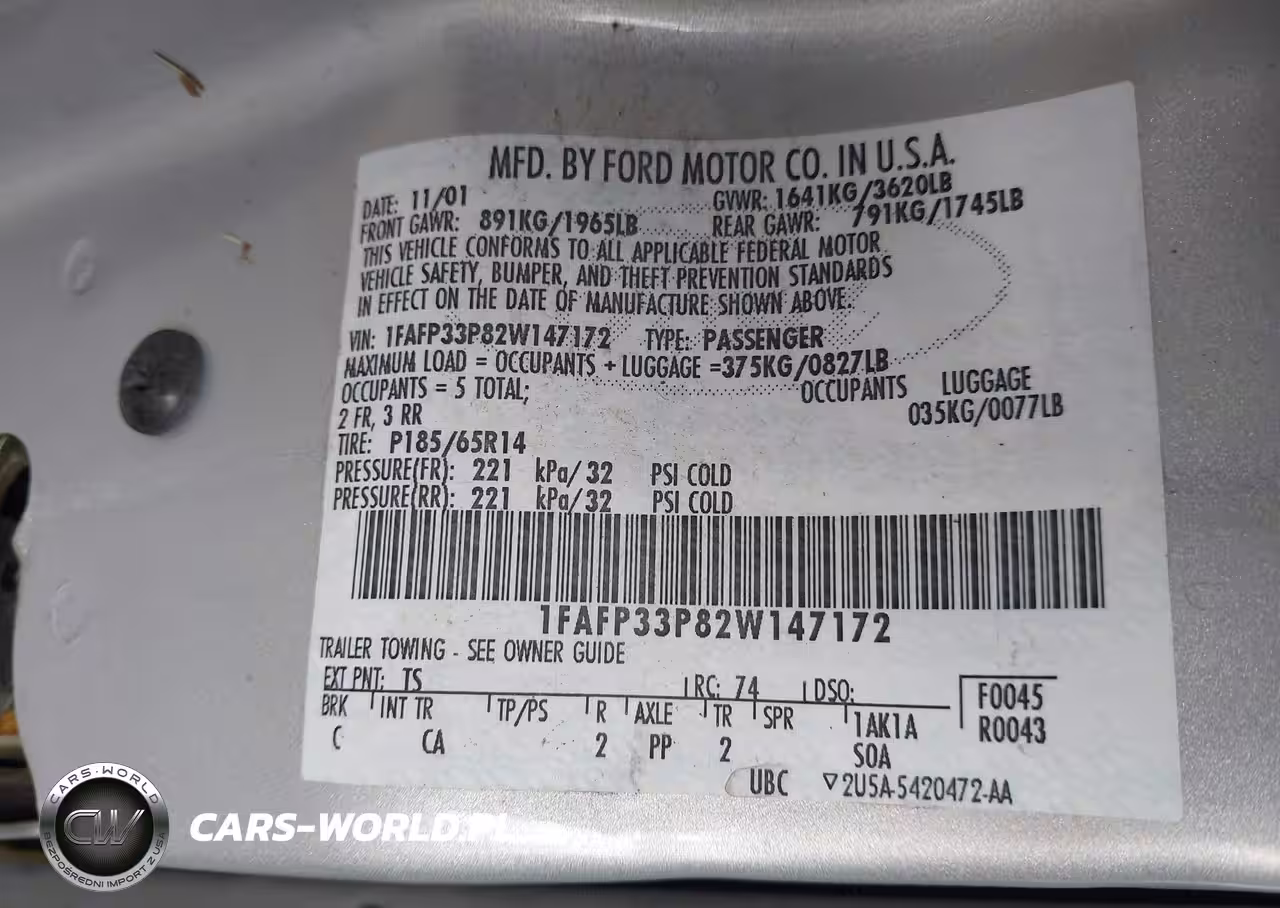 MFD. BY FORD MOTOR CO. IN U.S.A.
DATE: 11/01 GVWR: 1641KG/3620LB
FRONT GAWR: 891KG/1965LB REAR GAWR: 791KG/1745LB
THIS VEHICLE CONFORMS TO ALL APPLICABLE FEDERAL MOTOR
VEHICLE SAFETY, BUMPER, AND THEFT PREVENTION STANDARDS
IN EFFECT ON THE DATE OF MANUFACTURE SHOWN ABOVE.
VIN: 1FAFP33P82W147172 TYPE: PASSENGER
MAXIMUM LOAD = OCCUPANTS + LUGGAGE =375KG/0827LB
OCCUPANTS = 5 TOTAL; OCCUPANTS LUGGAGE
2 FR, 3 RR 035KG/0077LB
TIRE: P185/65R14
PRESSURE(FR): 221 kPa/ 32 PSI COLD
PRESSURE(RR): 221 kPa/ 32 PSI COLD
1FAFP33P82W147172
TRAILER TOWING - SEE OWNER GUIDE
EXT PNT: TS RC: 74 DSO: F0045
BRK INT TR TP/PS R AXLE TR SPR 1AK1A R0043
C CA 2 PP 2 SOA
UBC ▽2U5A-5420472-AA
CARS-WORLD
CW
BEZPOŚREDNI IMPORT Z USA
CARS-WORLD.PL